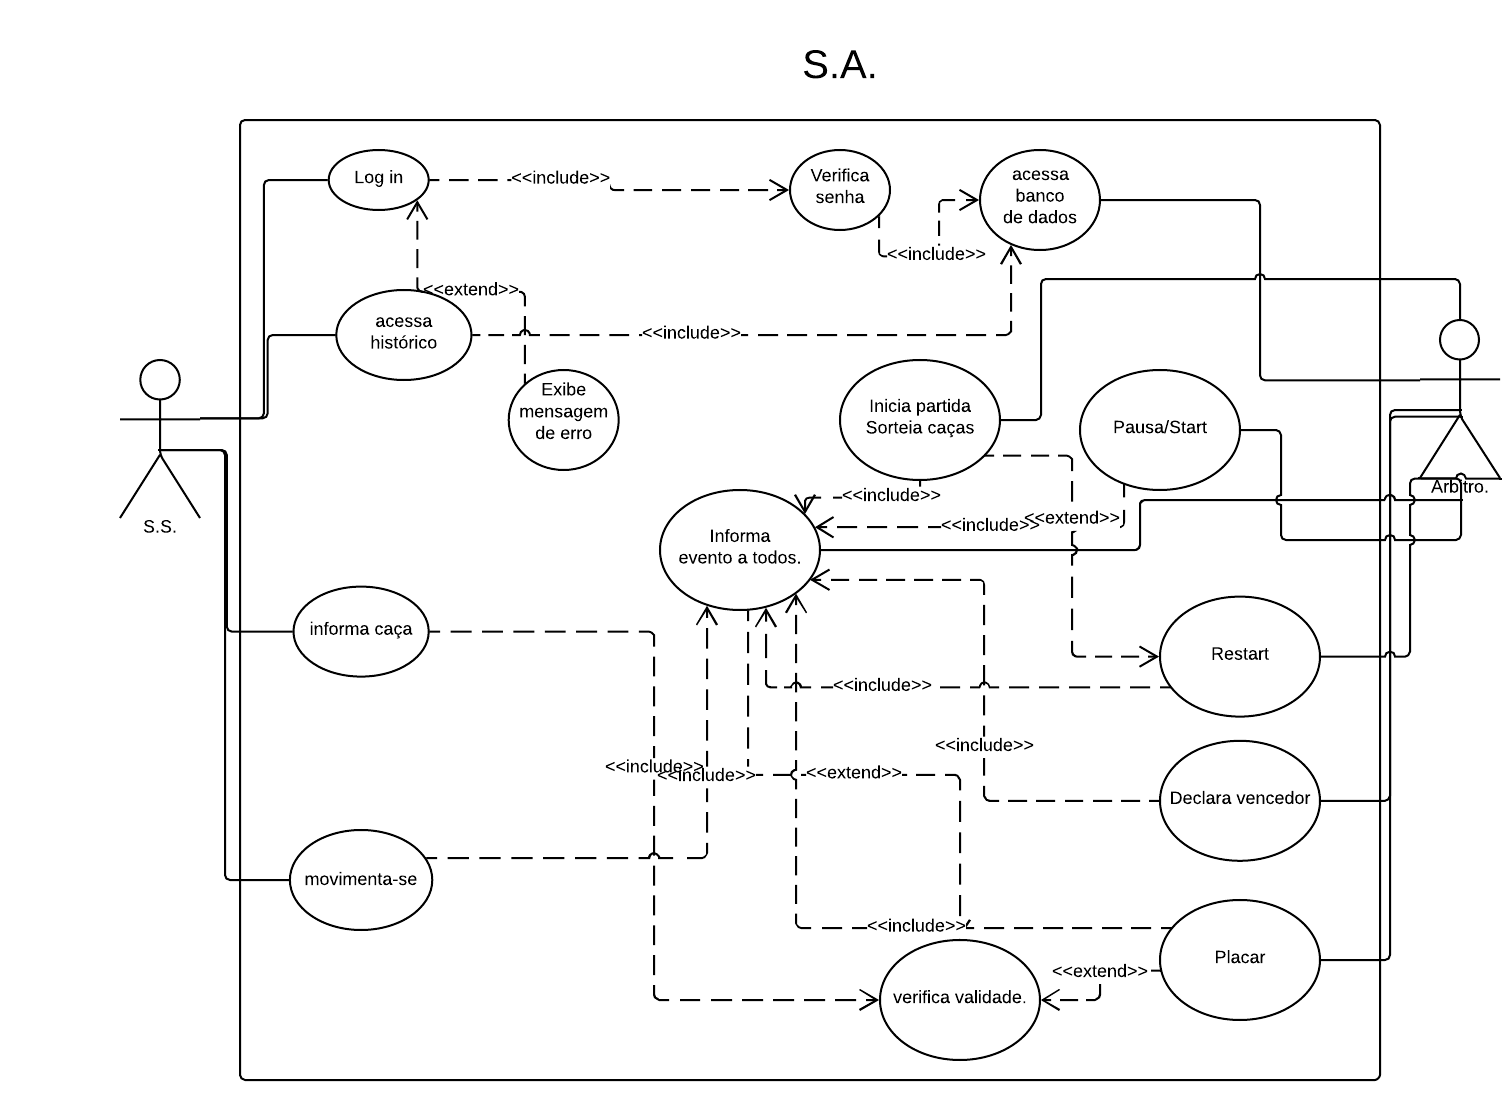 S.A.
Log in
<<include>>
Verifica
senha
acessa
banco
de dados
<<include>>
<<extend>>
acessa
histórico
<<include>>
Exibe
mensagem
de erro
Inicia partida
Sorteia caças
Pausa/Start
S.S.
Arbitro.
<<include>>
<<include>>
<<extend>>
Informa
evento a todos.
informa caça
Restart
<<include>>
<<include>>
<<include>>
<<include>>
<<extend>>
Declara vencedor
movimenta-se
<<include>>
Placar
<<extend>>
verifica validade.